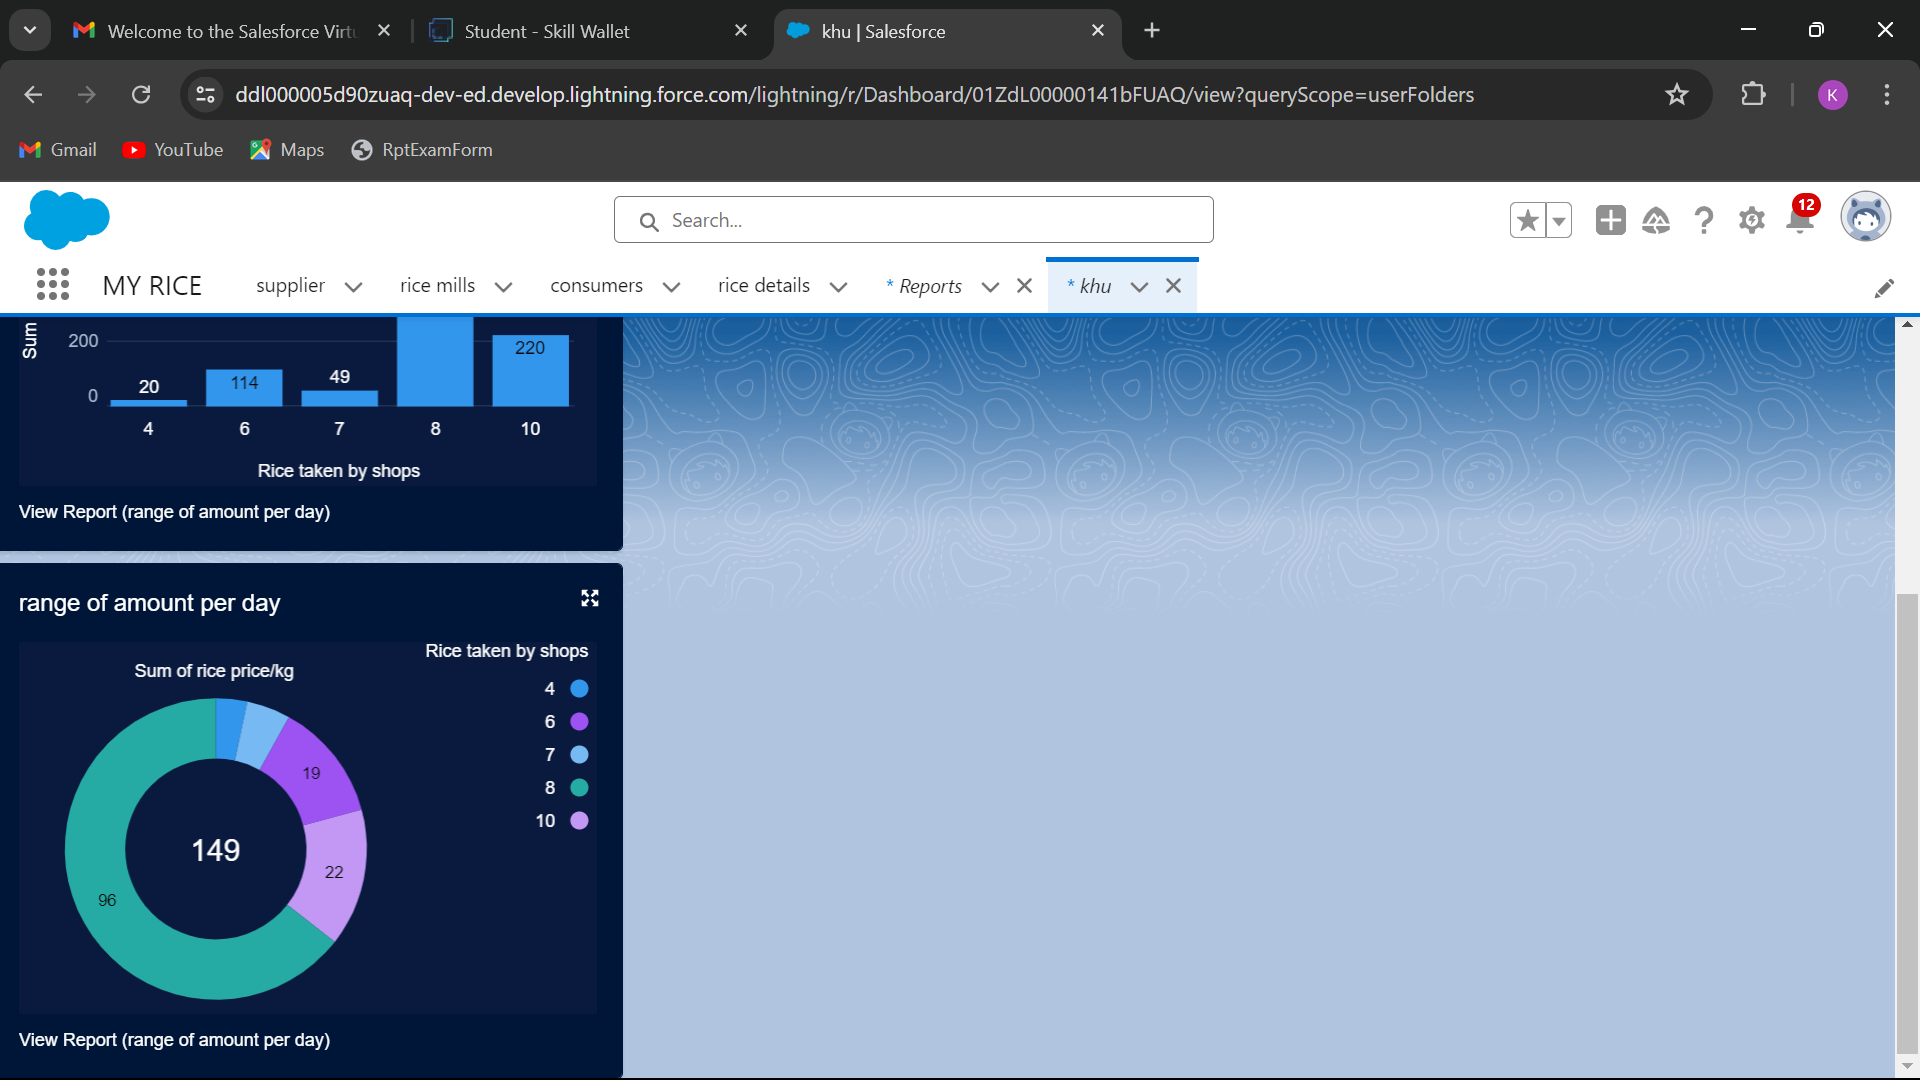 Welcome to the Salesforce Virtu
Student - Skill Wallet
khu | Salesforce
ddl000005d90zuaq-dev-ed.develop.lightning.force.com/lightning/r/Dashboard/01ZdL00000141bFUAQ/view?queryScope=userFolders
K
Gmail
YouTube
Maps
RptExamForm
Search...
12
MY RICE
supplier
rice mills
consumers
rice details
* Reports
* khu
Sum
200
0
20
114
49
220
4
6
7
8
10
Rice taken by shops
View Report (range of amount per day)
range of amount per day
Sum of rice price/kg
Rice taken by shops
4
6
7
8
10
19
22
96
149
View Report (range of amount per day)